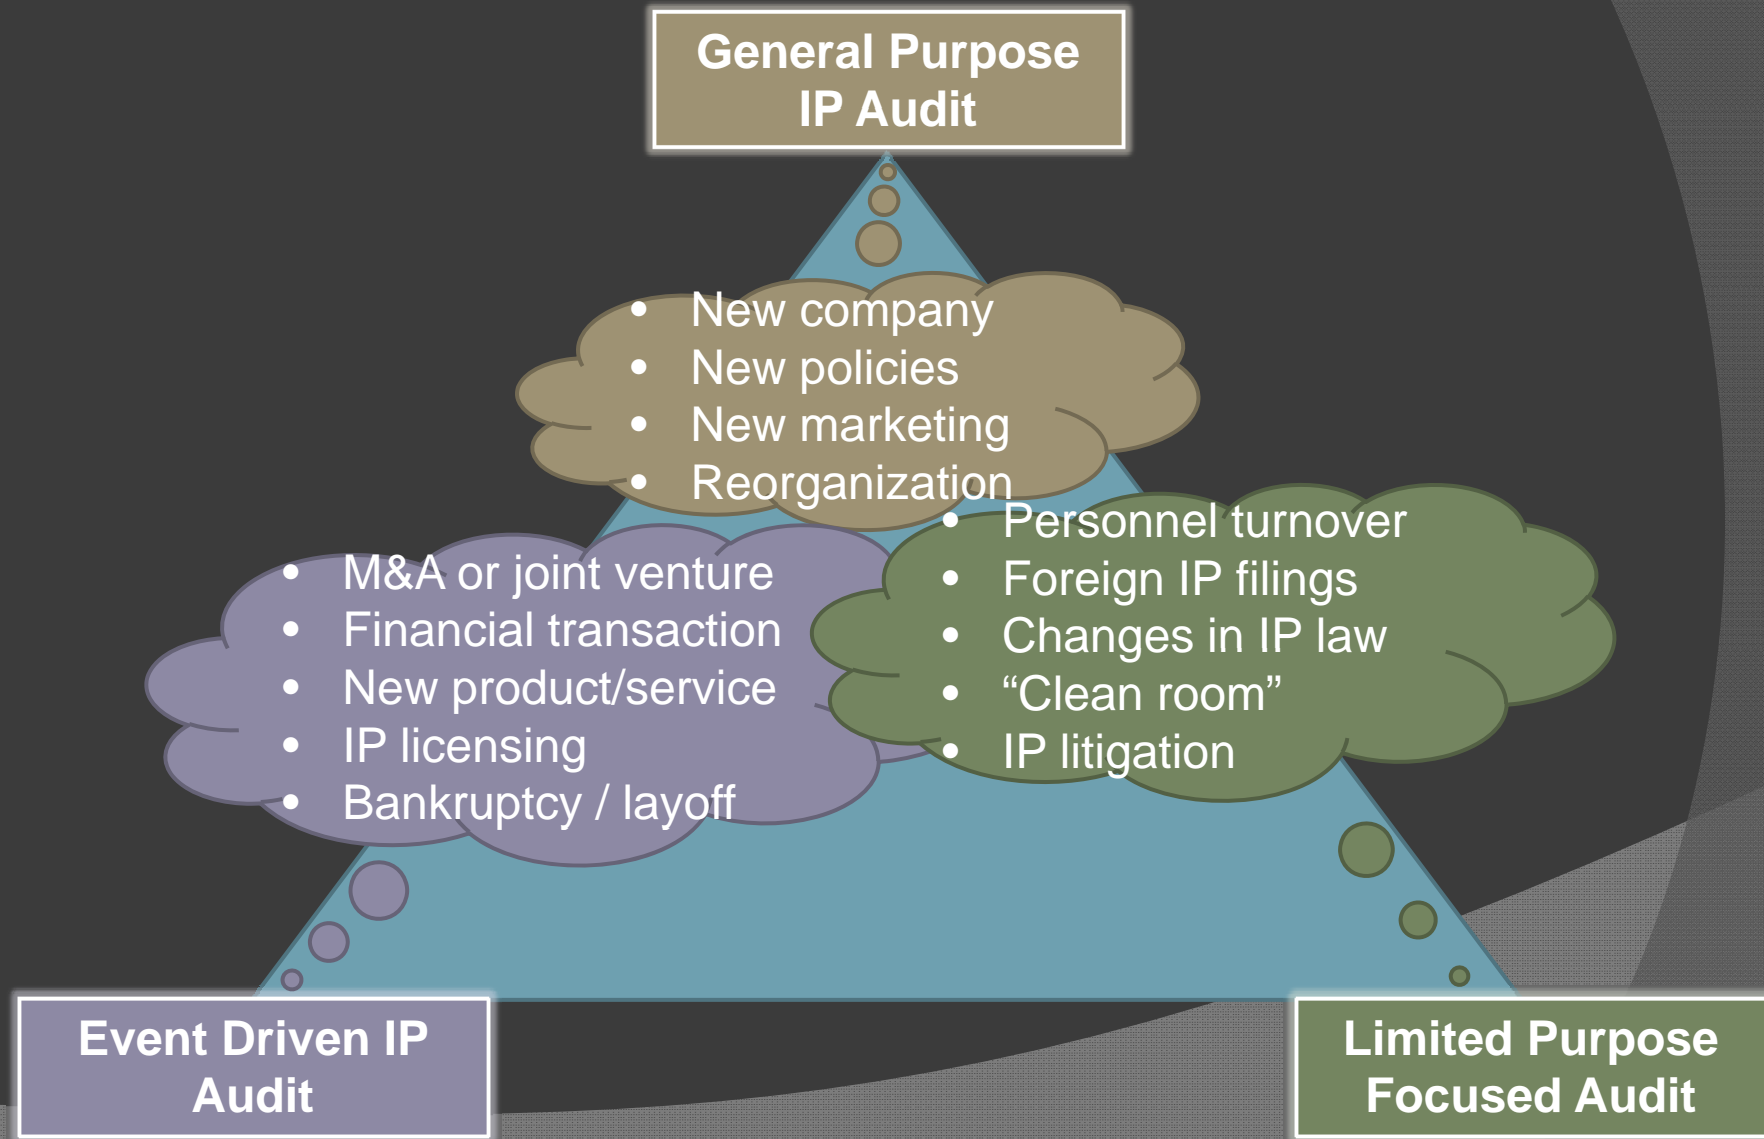 General Purpose
IP Audit
• New company
• New policies
• New marketing
• Reorganization
• M&A or joint venture
• Financial transaction
• New product/service
• IP licensing
• Bankruptcy / layoff
• Personnel turnover
• Foreign IP filings
• Changes in IP law
• “Clean room”
• IP litigation
Event Driven IP
Audit
Limited Purpose
Focused Audit